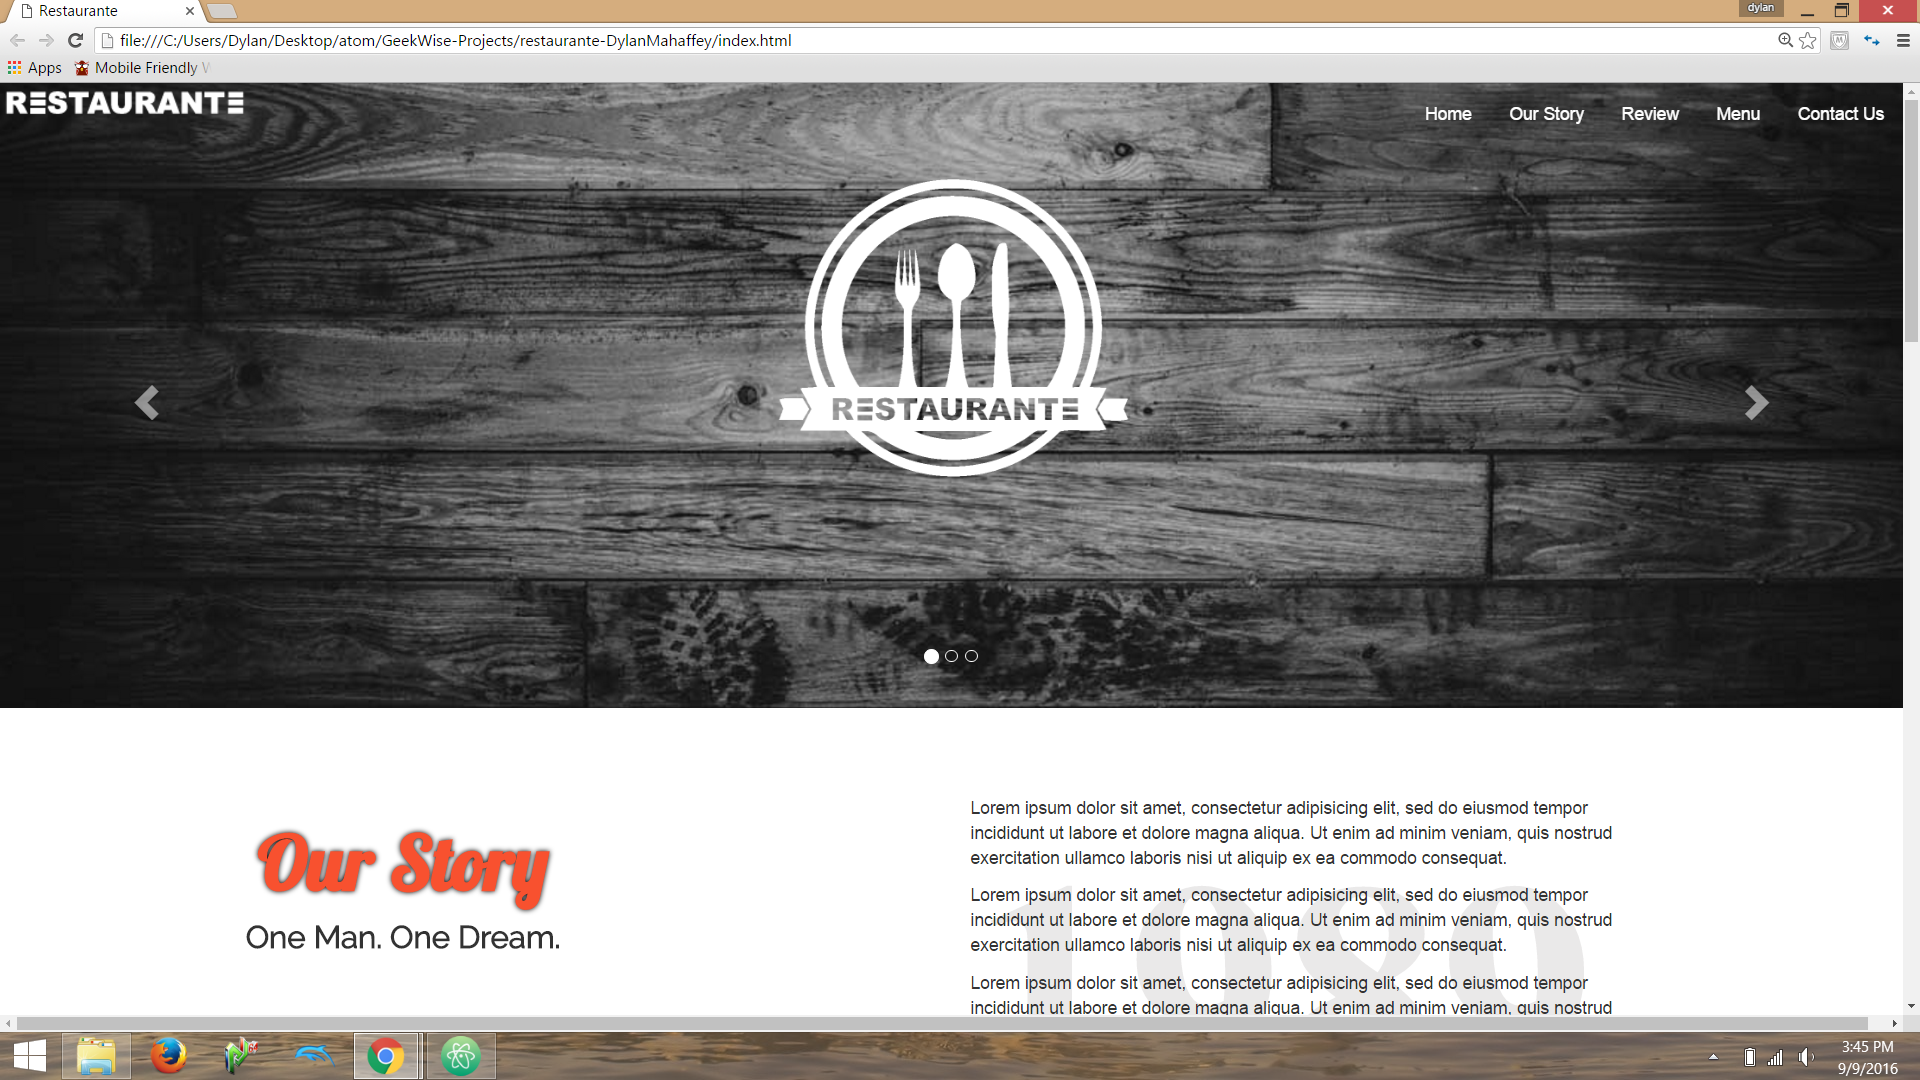 Restaurante
dylan
file:///C:/Users/Dylan/Desktop/atom/GeekWise-Projects/restaurante-DylanMahaffey/index.html
Apps
Mobile Friendly
RESTAURANTE
Home
Our Story
Review
Menu
Contact Us
RESTAURANTE
Our Story
One Man. One Dream.
Lorem ipsum dolor sit amet, consectetur adipisicing elit, sed do eiusmod tempor
incididunt ut labore et dolore magna aliqua. Ut enim ad minim veniam, quis nostrud
exercitation ullamco laboris nisi ut aliquip ex ea commodo consequat.
Lorem ipsum dolor sit amet, consectetur adipisicing elit, sed do eiusmod tempor
incididunt ut labore et dolore magna aliqua. Ut enim ad minim veniam, quis nostrud
exercitation ullamco laboris nisi ut aliquip ex ea commodo consequat.
Lorem ipsum dolor sit amet, consectetur adipisicing elit, sed do eiusmod tempor
incididunt ut labore et dolore magna aliqua. Ut enim ad minim veniam, quis nostrud
3:45 PM
9/9/2016